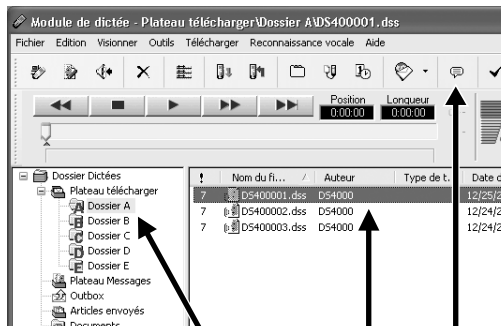 Module de dictée - Plateau télécharger\Dossier A\DS400001.dss
Fichier Edition Visionner Outils Télécharger Reconnaissance vocale Aide
Position Longueur
0:00:00 0:00:00
Dossier Dictées
Plateau télécharger
Dossier A
Dossier B
Dossier C
Dossier D
Dossier E
Plateau Messages
Outbox
Articles envoyés
Documents
! Nom du fi... / Auteur Type de t. Date d
7 DS400001.dss DS4000 12/25/2
7 DS400002.dss DS4000 12/24/2
7 DS400003.dss DS4000 12/24/2